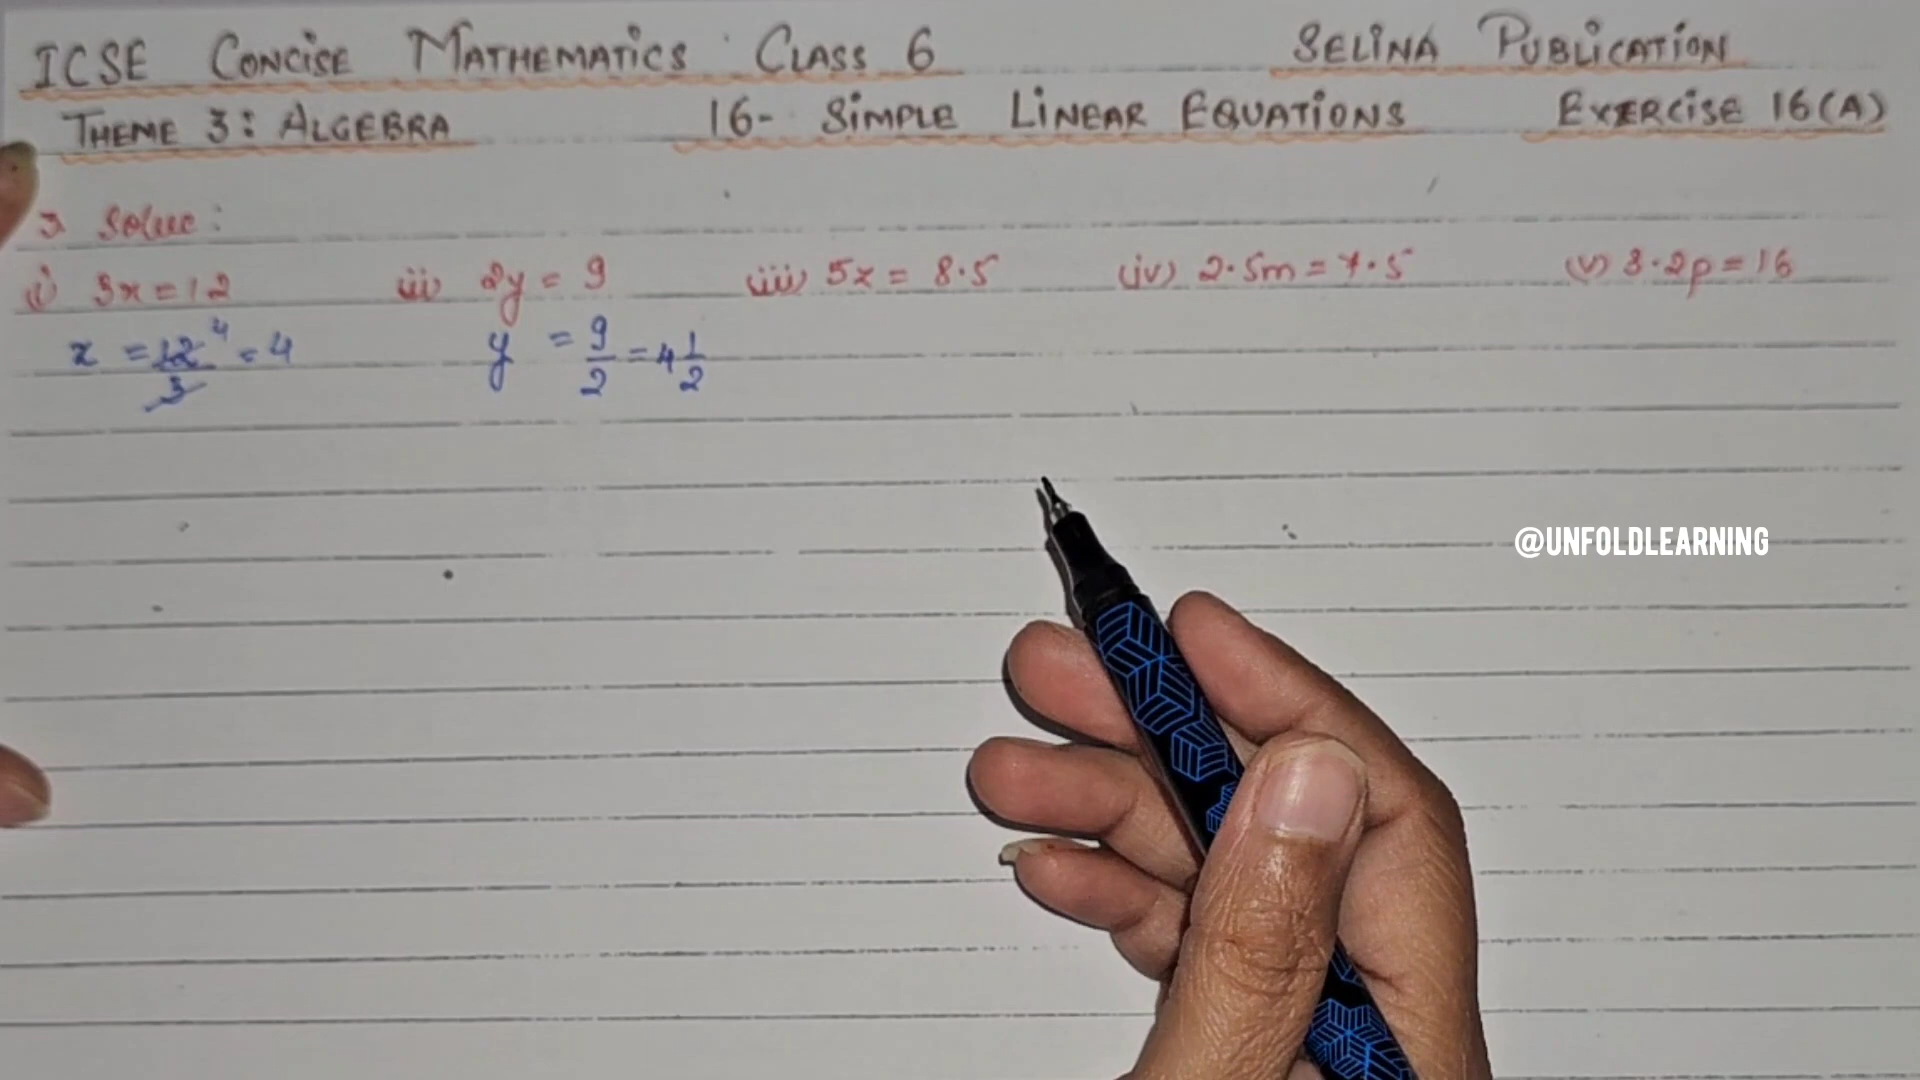 ICSE CONCISE MATHEMATICS CLASS 6 SELINA PUBLICATION
THEME 3: ALGEBRA 16- SIMPLE LINEAR EQUATIONS EXERCISE 16(A)
3 Solve:
(i) 3x = 12 (ii) 2y = 9 (iii) 5x = 8.5 (iv) 2.5m = 7.5 (v) 3.2p = 16
x = 12/3 4 = 4 y = 9/2 = 4 1/2
@UNFOLDLEARNING